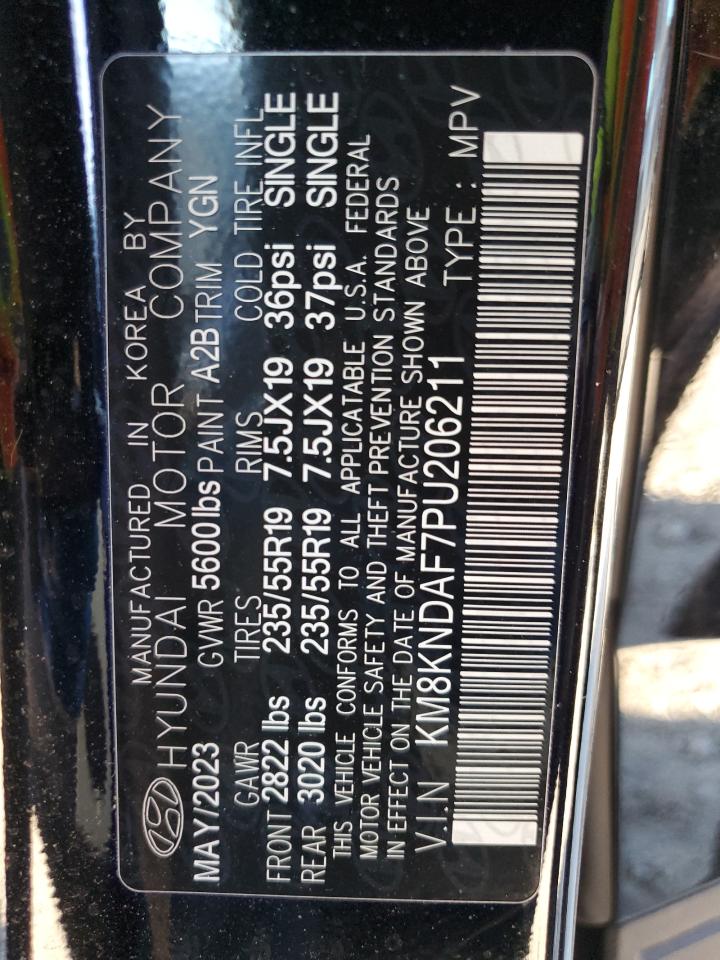 MANUFACTURED IN KOREA BY
HYUNDAI MOTOR COMPANY
MAY/2023 GVWR 5600lbs PAINT A2B TRIM YGN
GAWR TIRES RIMS COLD TIRE INFL
FRONT 2822 lbs 235/55R19 7.5JX19 36psi SINGLE
REAR 3020 lbs 235/55R19 7.5JX19 37psi SINGLE
THIS VEHICLE CONFORMS TO ALL APPLICATABLE U.S.A. FEDERAL
MOTOR VEHICLE SAFETY AND THEFT PREVENTION STANDARDS
IN EFFECT ON THE DATE OF MANUFACTURE SHOWN ABOVE
V.I.N KM8KNDAF7PU206211 TYPE : MPV